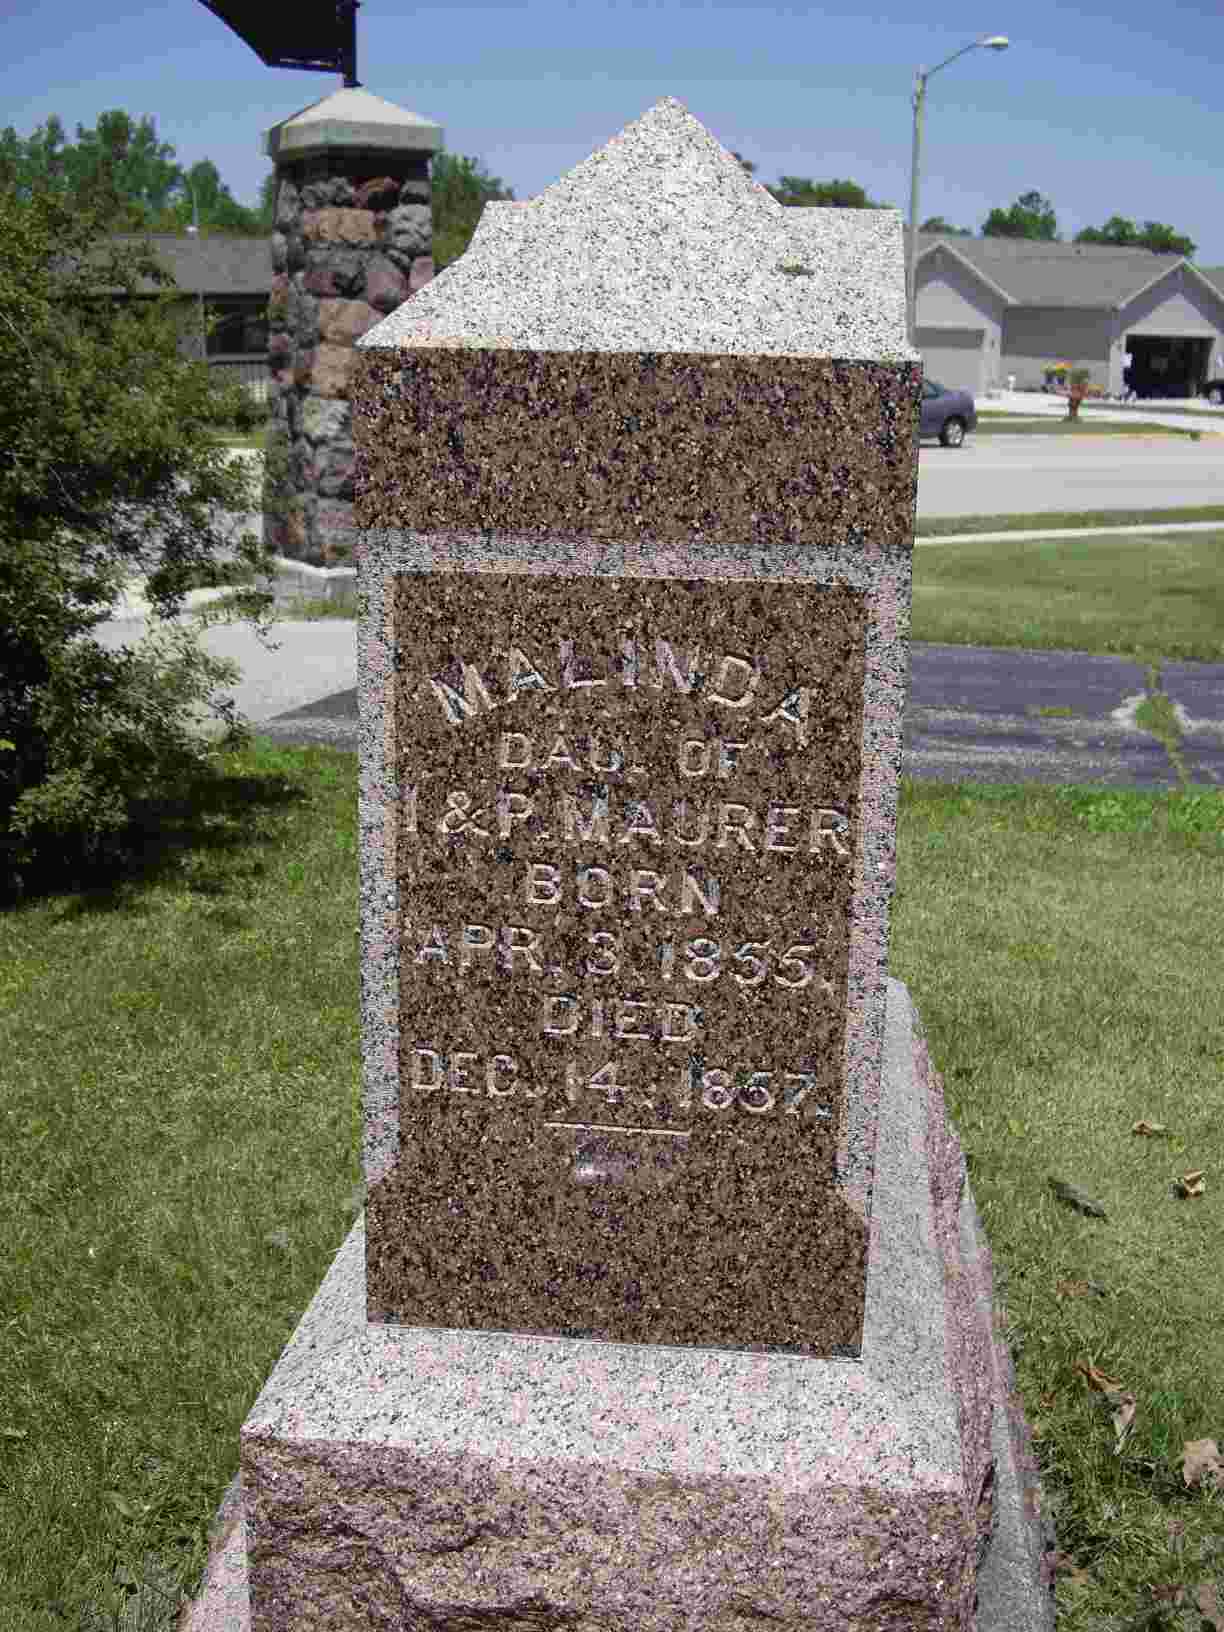 MALINDA
DAU. OF
I & P. MAURER
BORN
APR. 3 1855.
DIED
DEC. 14. 1857.